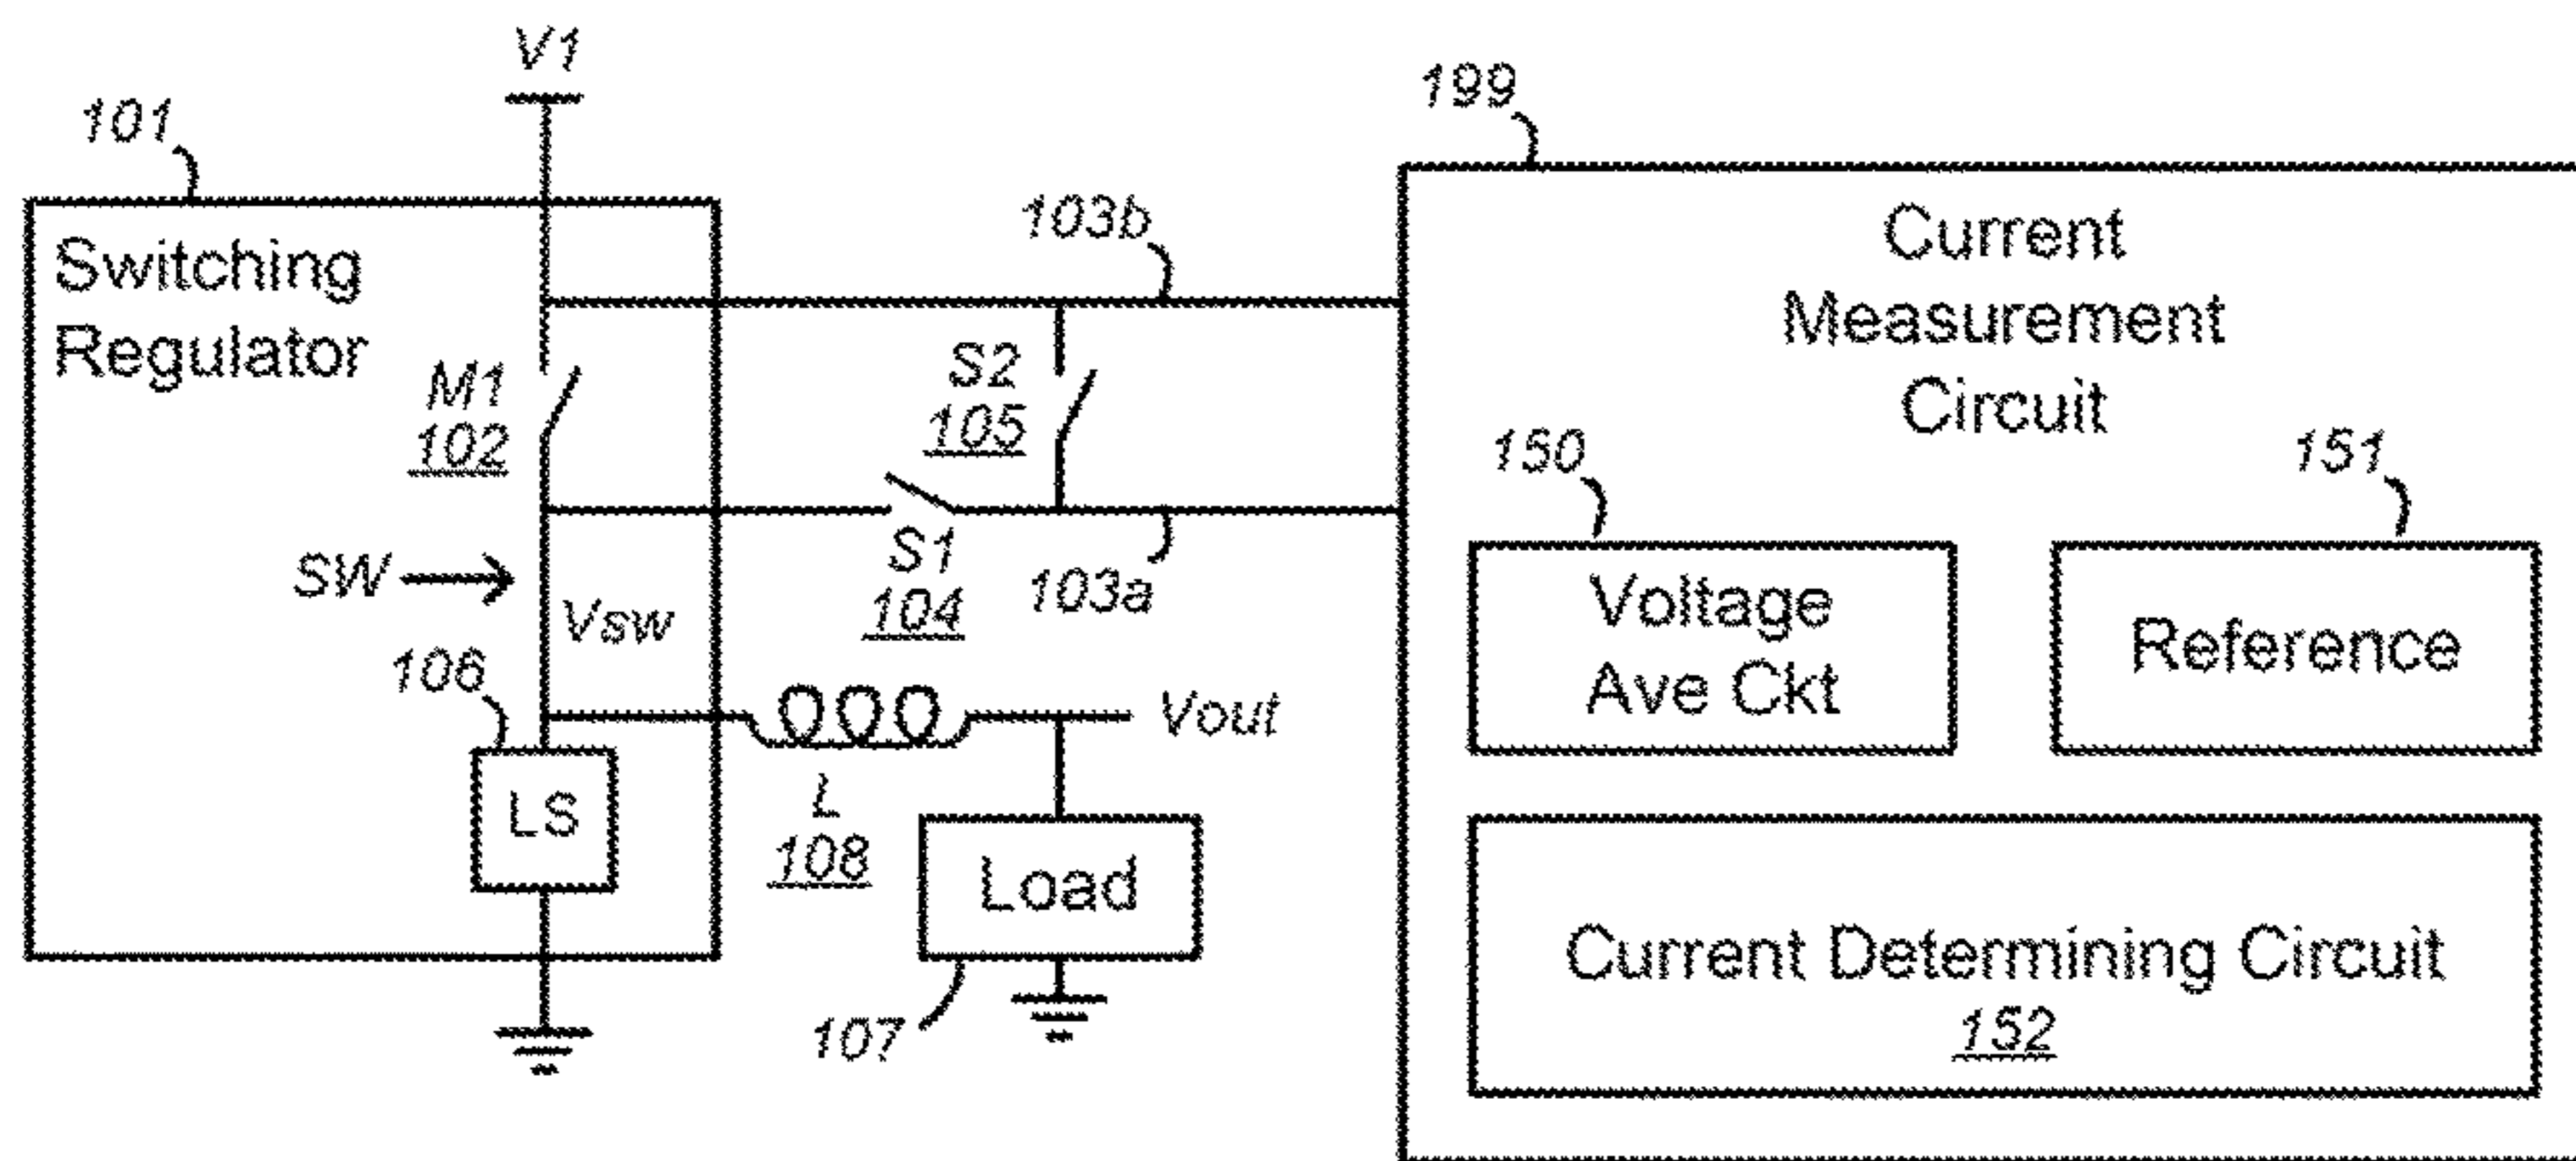 V1
101
Switching
Regulator
M1
102
SW
Vsw
106
LS
103b
S2
105
S1
104
103a
L
108
Vout
Load
107
199
Current
Measurement
Circuit
150
Voltage
Ave Ckt
151
Reference
Current Determining Circuit
152